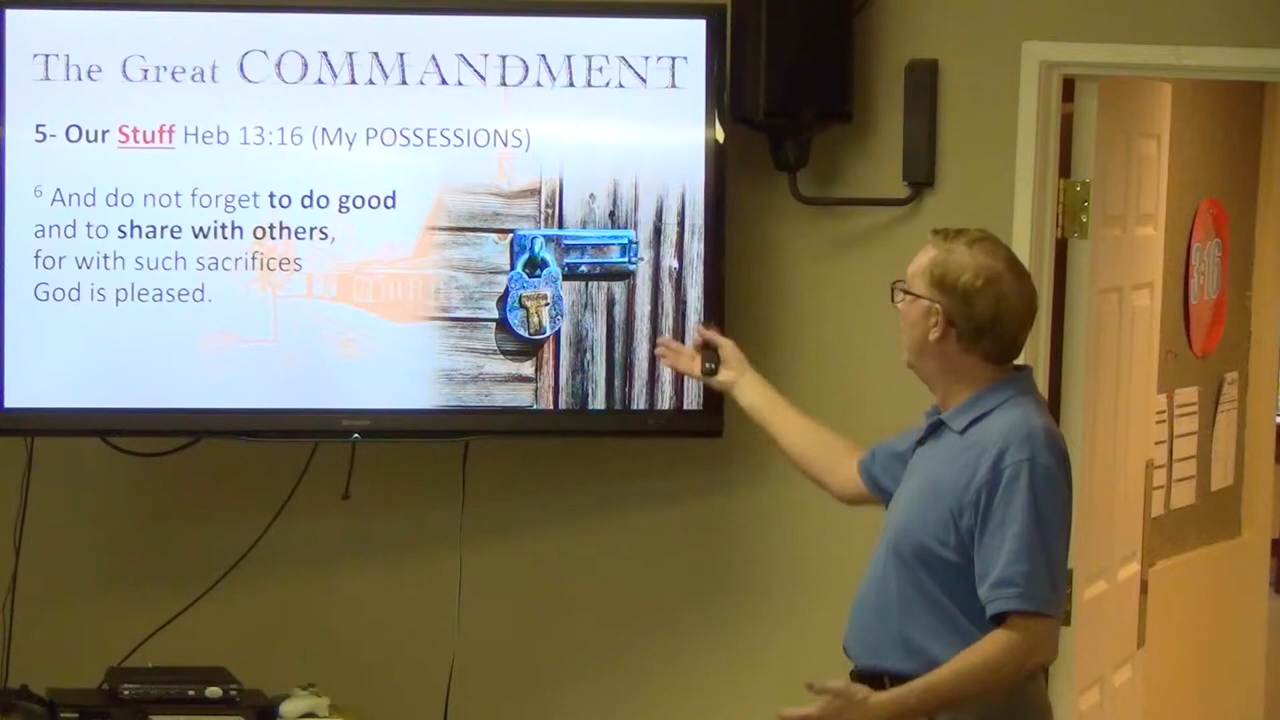 The Great COMMANDMENT
5- Our Stuff Heb 13:16 (My POSSESSIONS)
6 And do not forget to do good
and to share with others,
for with such sacrifices
God is pleased.
3:16